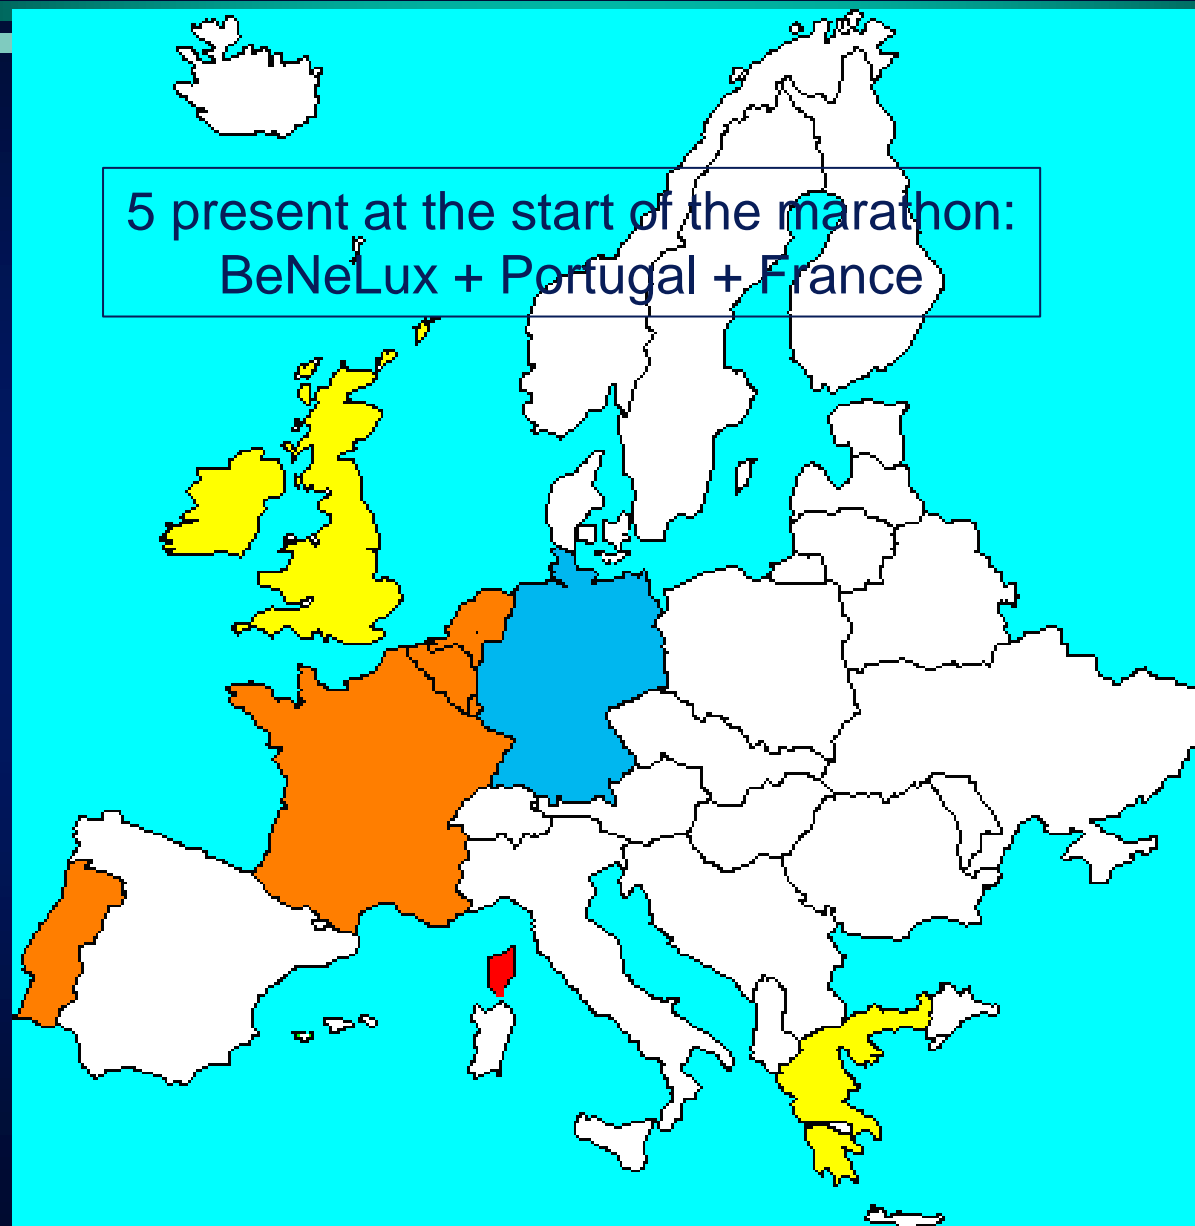 5 present at the start of the marathon:
BeNeLux + Portugal + France